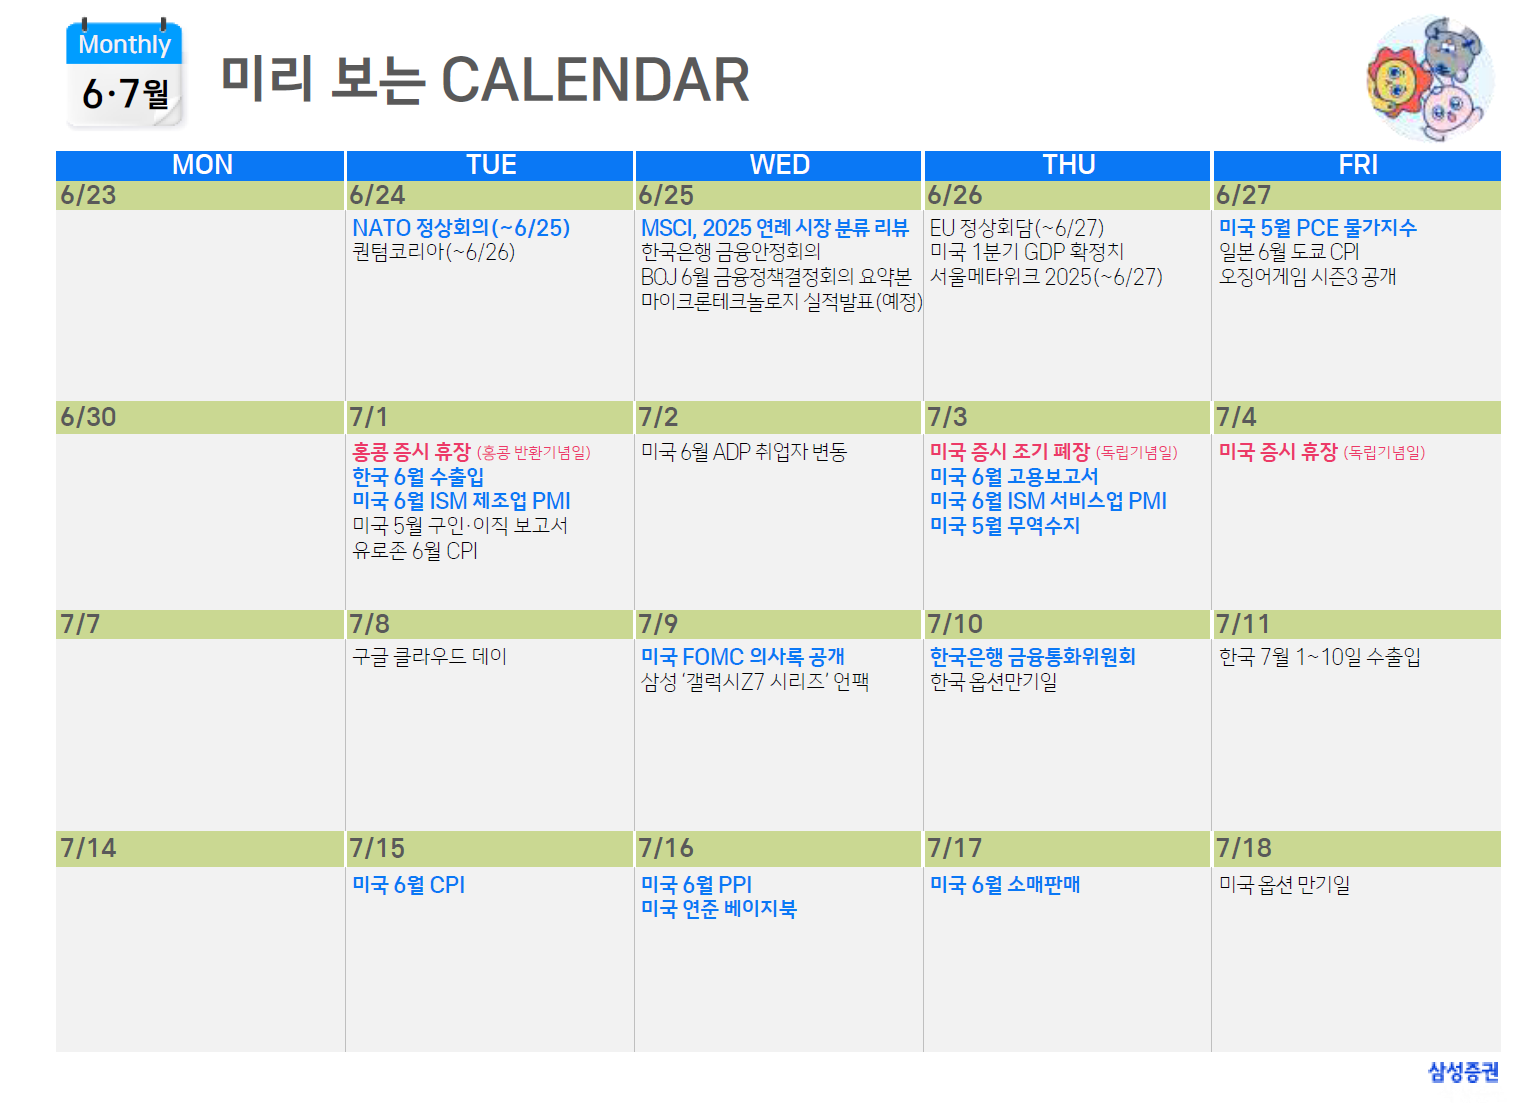 Monthly
6·7월
미리 보는 CALENDAR
MON
TUE
WED
THU
FRI
6/23
6/24
6/25
6/26
6/27
NATO 정상회의(~6/25)
퀀텀코리아(~6/26)
MSCI, 2025 연례 시장 분류 리뷰
한국은행 금융안정회의
BOJ 6월 금융정책결정회의 요약본
마이크론테크놀로지 실적발표(예정)
EU 정상회담(~6/27)
미국 1분기 GDP 확정치
서울메타위크 2025(~6/27)
미국 5월 PCE 물가지수
일본 6월 도쿄 CPI
오징어게임 시즌3 공개
6/30
7/1
7/2
7/3
7/4
홍콩 증시 휴장 (홍콩 반환기념일)
한국 6월 수출입
미국 6월 ISM 제조업 PMI
미국 5월 구인·이직 보고서
유로존 6월 CPI
미국 6월 ADP 취업자 변동
미국 증시 조기 폐장 (독립기념일)
미국 6월 고용보고서
미국 6월 ISM 서비스업 PMI
미국 5월 무역수지
미국 증시 휴장 (독립기념일)
7/7
7/8
7/9
7/10
7/11
구글 클라우드 데이
미국 FOMC 의사록 공개
삼성 ‘갤럭시Z7 시리즈’ 언팩
한국은행 금융통화위원회
한국 옵션만기일
한국 7월 1~10일 수출입
7/14
7/15
7/16
7/17
7/18
미국 6월 CPI
미국 6월 PPI
미국 연준 베이지북
미국 6월 소매판매
미국 옵션 만기일
삼성증권